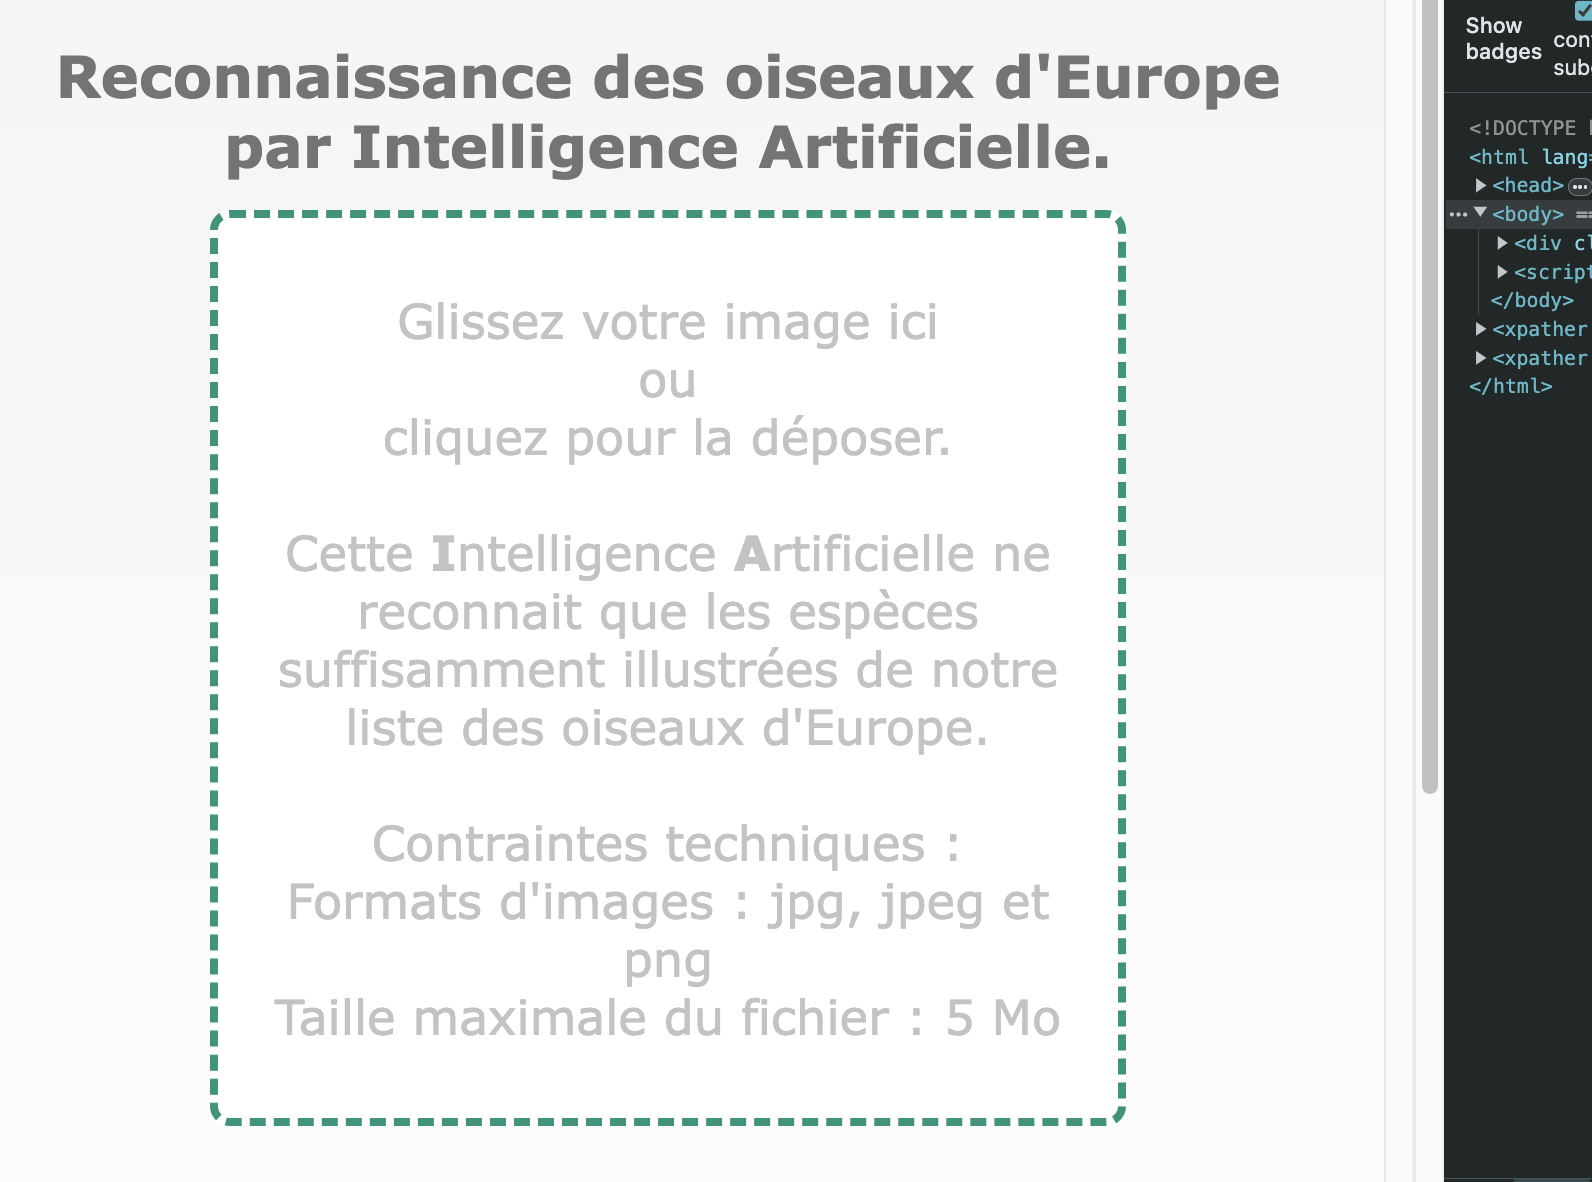 Reconnaissance des oiseaux d'Europe
par Intelligence Artificielle.
Glissez votre image ici
ou
cliquez pour la déposer.
Cette Intelligence Artificielle ne
reconnait que les espèces
suffisamment illustrées de notre
liste des oiseaux d'Europe.
Contraintes techniques :
Formats d'images : jpg, jpeg et
png
Taille maximale du fichier : 5 Mo
Show
badges
<!DOCTYPE
<html lang=
<head>
<body> ==
<div
<script
</body>
<xpather
<xpather
</html>